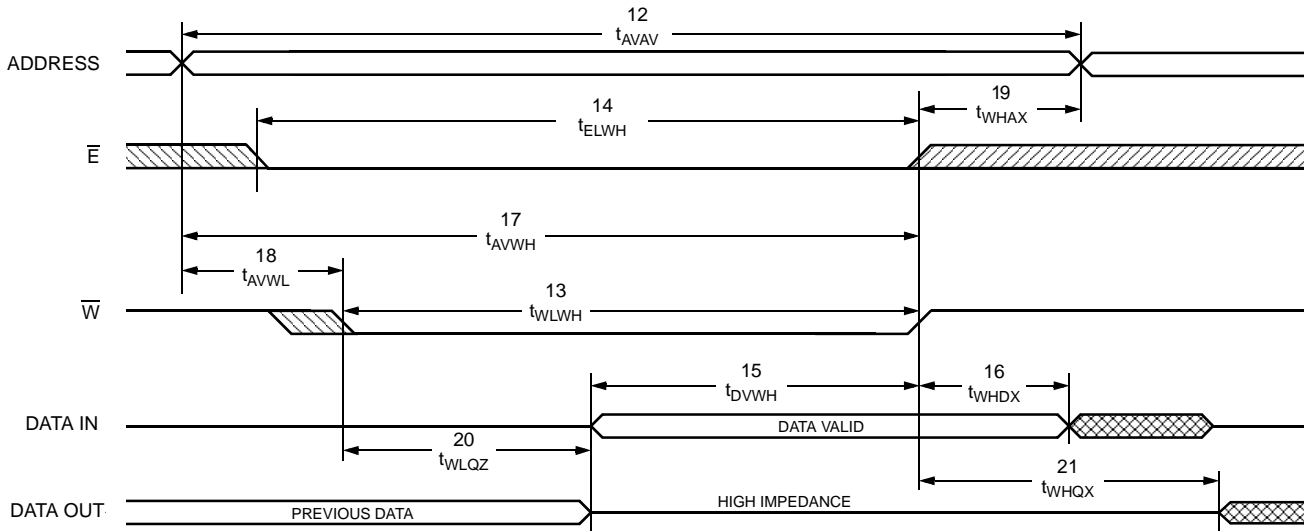 12
tAVAV
ADDRESS
19
tWHAX
14
tELWH
E̅
17
tAVWH
18
tAVWL
W̅
13
tWLWH
15
tDVWH
16
tWHDX
DATA IN
DATA VALID
20
tWLQZ
21
tWHQX
DATA OUT
PREVIOUS DATA
HIGH IMPEDANCE